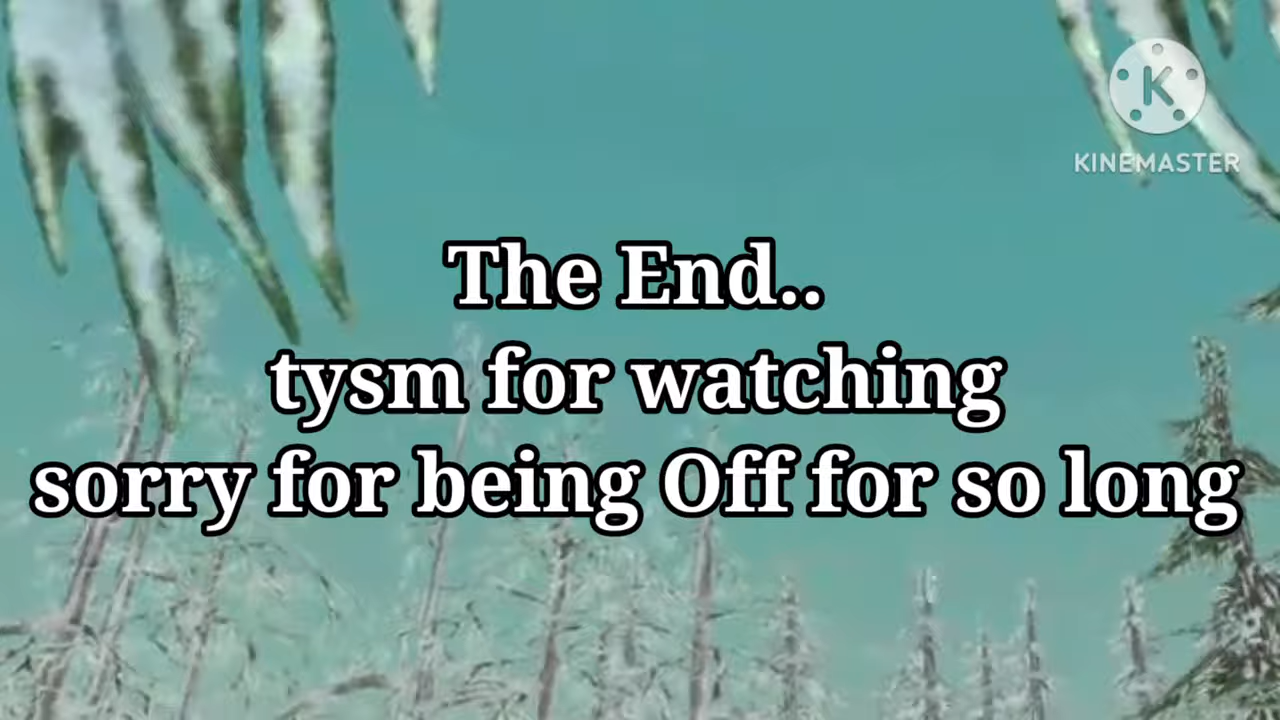 K
KINEMASTER
The End..
tysm for watching
sorry for being Off for so long